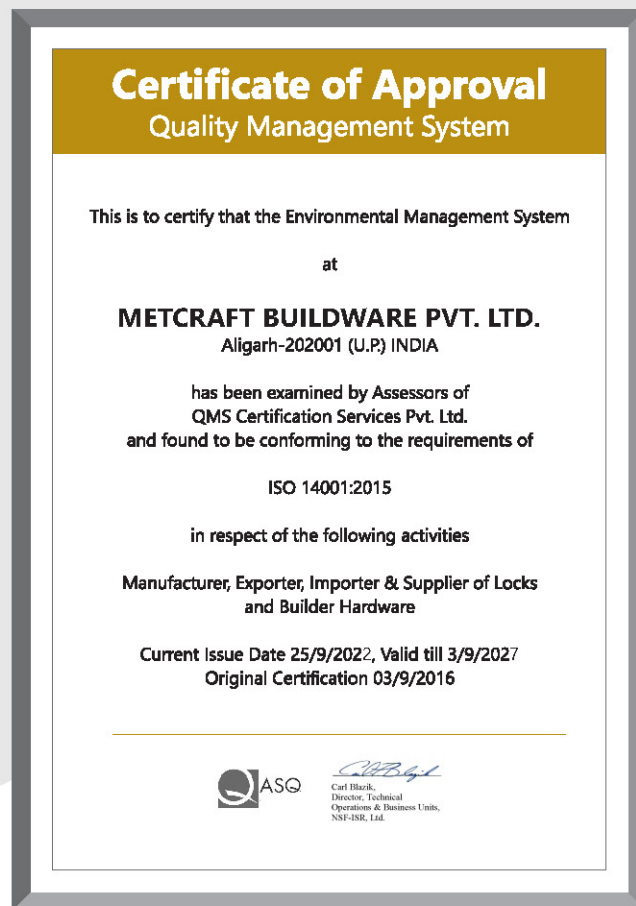 Certificate of Approval
Quality Management System
This is to certify that the Environmental Management System
at
METCRAFT BUILDWARE PVT. LTD.
Aligarh-202001 (U.P.) INDIA
has been examined by Assessors of
QMS Certification Services Pvt. Ltd.
and found to be conforming to the requirements of
ISO 14001:2015
in respect of the following activities
Manufacturer, Exporter, Importer & Supplier of Locks
and Builder Hardware
Current Issue Date 25/9/2022, Valid till 3/9/2027
Original Certification 03/9/2016
ASQ
Carl Blazik,
Director, Technical
Operations & Business Units,
NSF-ISR, Ltd.